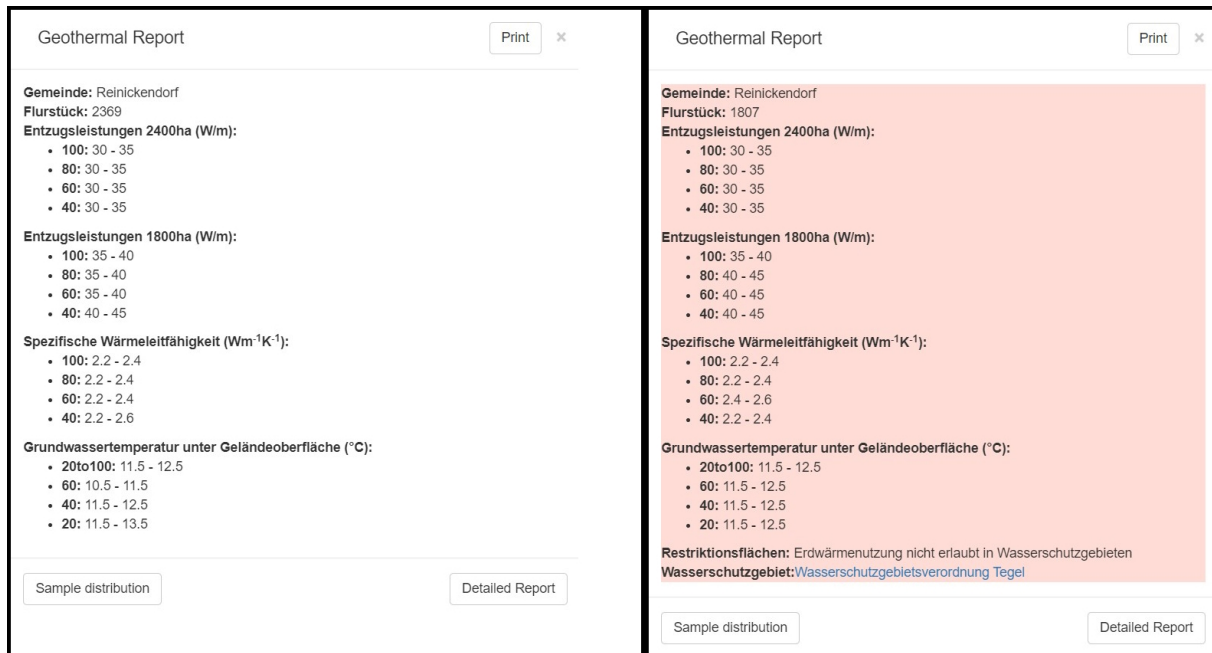 Geothermal Report
Print ×
Gemeinde: Reinickendorf
Flurstück: 2369
Entzugsleistungen 2400ha (W/m):
• 100: 30 - 35
• 80: 30 - 35
• 60: 30 - 35
• 40: 30 - 35
Entzugsleistungen 1800ha (W/m):
• 100: 35 - 40
• 80: 35 - 40
• 60: 35 - 40
• 40: 40 - 45
Spezifische Wärmeleitfähigkeit (Wm⁻¹K⁻¹):
• 100: 2.2 - 2.4
• 80: 2.2 - 2.4
• 60: 2.2 - 2.4
• 40: 2.2 - 2.6
Grundwassertemperatur unter Geländeoberfläche (°C):
• 20to100: 11.5 - 12.5
• 60: 10.5 - 11.5
• 40: 11.5 - 12.5
• 20: 11.5 - 13.5
Sample distribution
Detailed Report
Geothermal Report
Print ×
Gemeinde: Reinickendorf
Flurstück: 1807
Entzugsleistungen 2400ha (W/m):
• 100: 30 - 35
• 80: 30 - 35
• 60: 30 - 35
• 40: 30 - 35
Entzugsleistungen 1800ha (W/m):
• 100: 35 - 40
• 80: 40 - 45
• 60: 40 - 45
• 40: 40 - 45
Spezifische Wärmeleitfähigkeit (Wm⁻¹K⁻¹):
• 100: 2.2 - 2.4
• 80: 2.2 - 2.4
• 60: 2.4 - 2.6
• 40: 2.2 - 2.4
Grundwassertemperatur unter Geländeoberfläche (°C):
• 20to100: 11.5 - 12.5
• 60: 11.5 - 12.5
• 40: 11.5 - 12.5
• 20: 11.5 - 12.5
Restriktionsflächen: Erdwärmenutzung nicht erlaubt in Wasserschutzgebieten
Wasserschutzgebiet:Wasserschutzgebietsverordnung Tegel
Sample distribution
Detailed Report